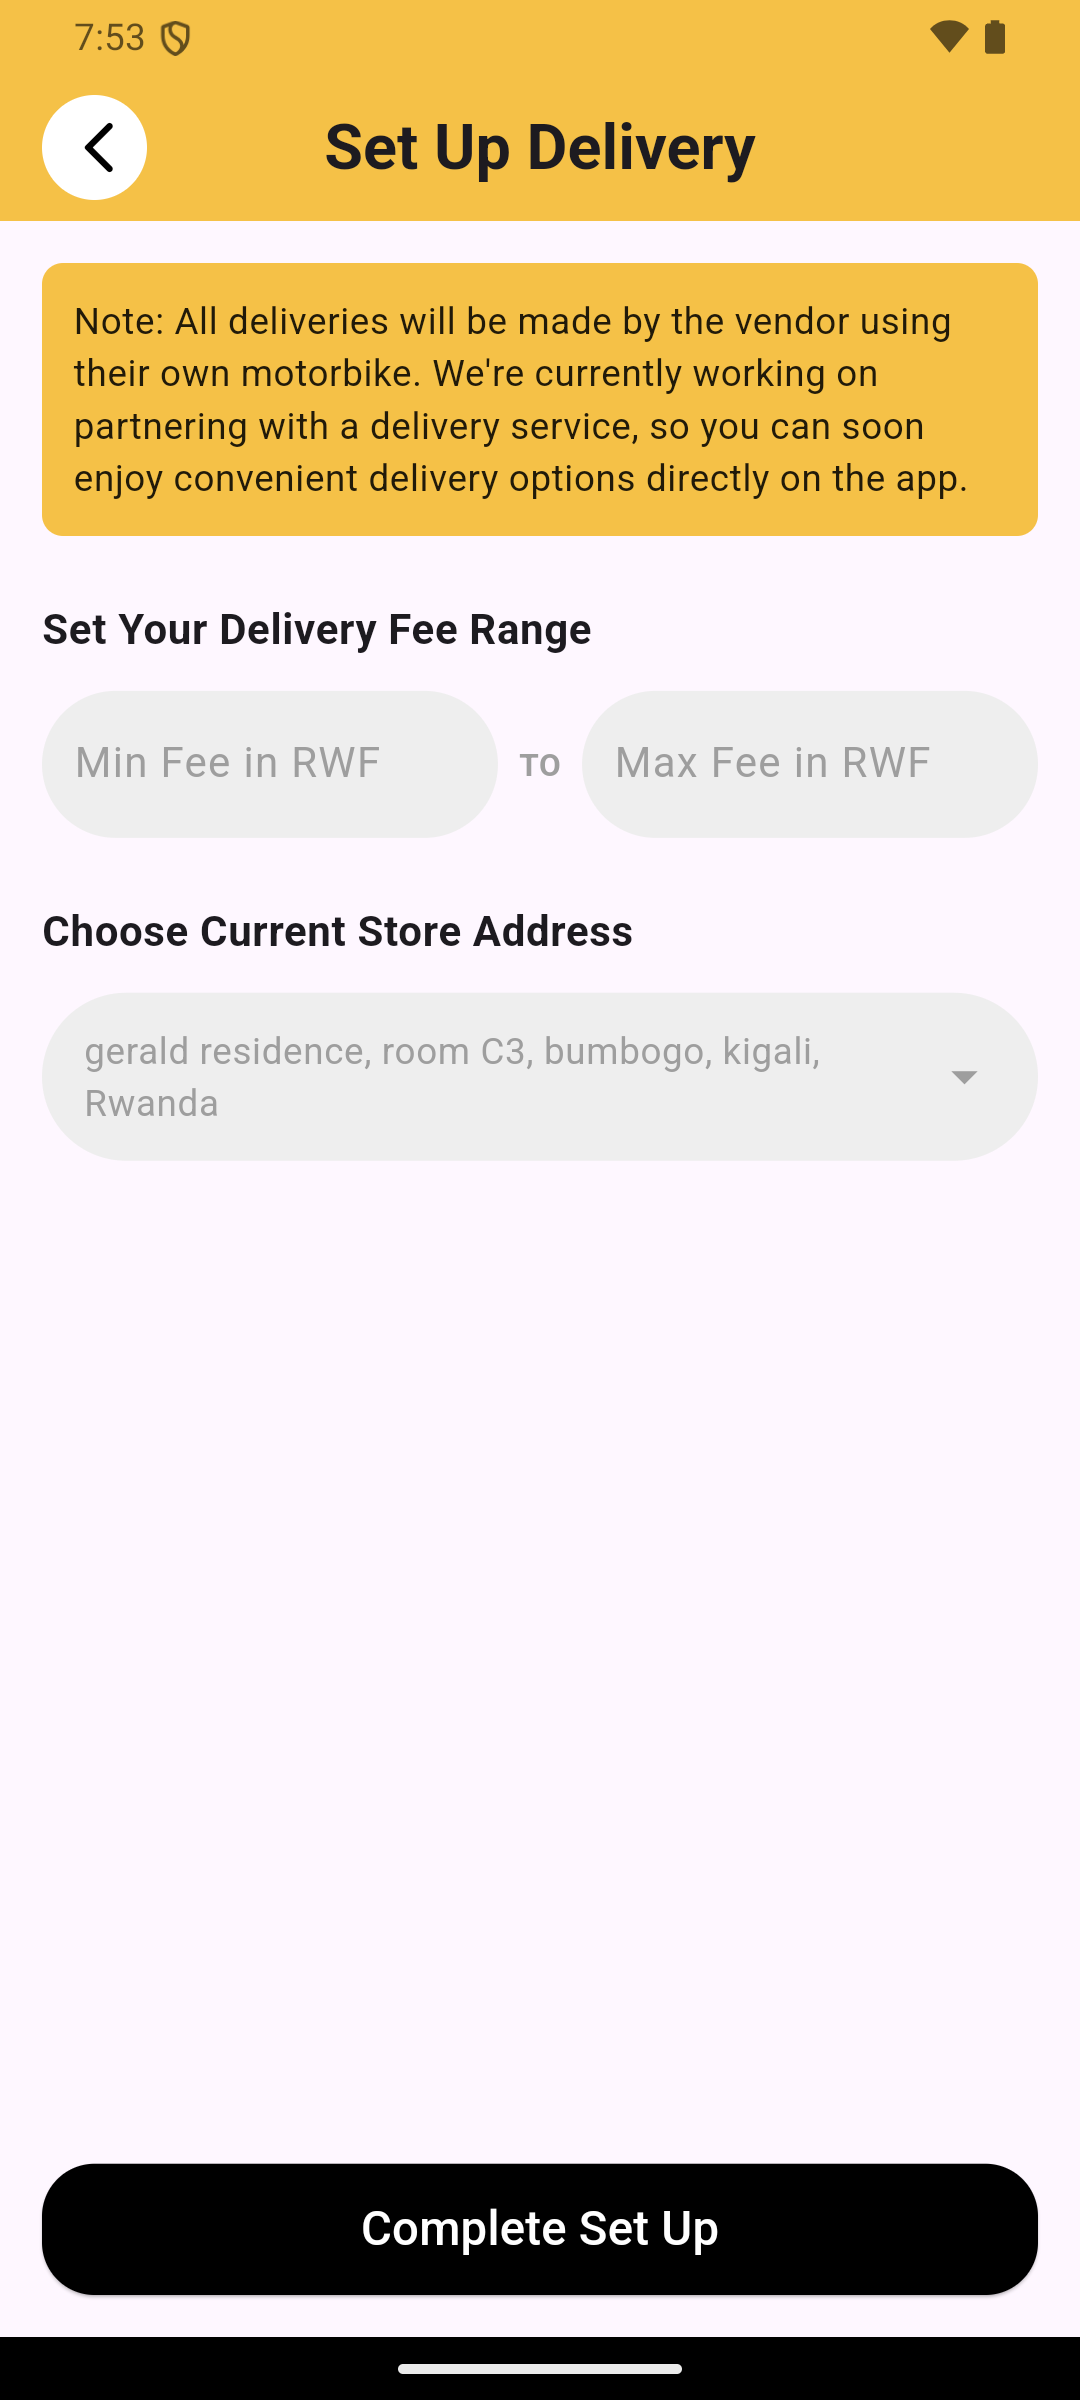 7:53
Set Up Delivery
Note: All deliveries will be made by the vendor using
their own motorbike. We're currently working on
partnering with a delivery service, so you can soon
enjoy convenient delivery options directly on the app.
Set Your Delivery Fee Range
Min Fee in RWF TO Max Fee in RWF
Choose Current Store Address
gerald residence, room C3, bumbogo, kigali,
Rwanda
Complete Set Up